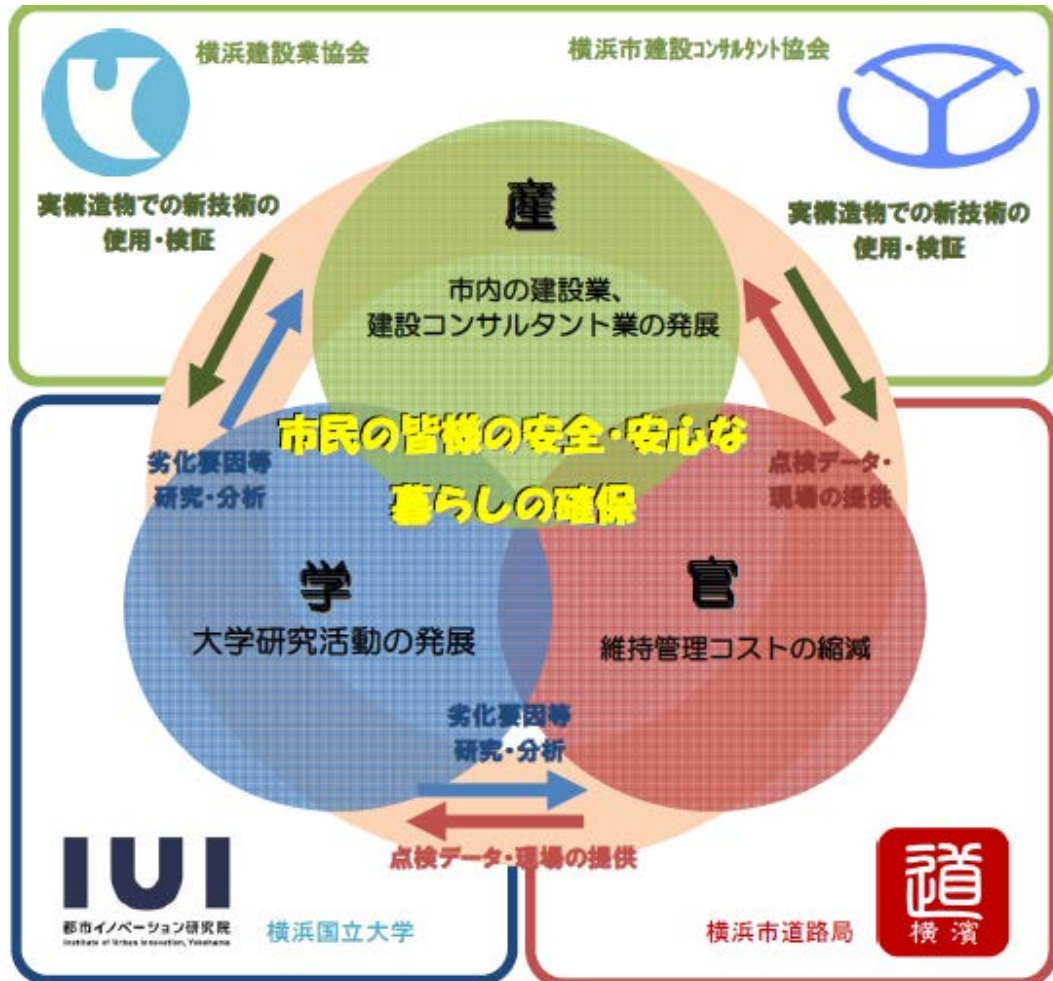 横浜建設業協会
横浜市建設コンサルタント協会
実構造物での新技術の
使用・検証
実構造物での新技術の
使用・検証
産
市内の建設業、
建設コンサルタント業の発展
市民の皆様の安全・安心な
暮らしの確保
劣化要因等
研究・分析
点検データ・
現場の提供
学
大学研究活動の発展
官
維持管理コストの縮減
劣化要因等
研究・分析
点検データ・現場の提供
IUI
都市イノベーション研究院
Institute of Urban Innovation, Yokohama
横浜国立大学
横浜市道路局
道
横濱